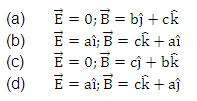 (a) E⃗ = 0; B⃗ = bĵ + ck̂
(b) E⃗ = aî; B⃗ = ck̂ + aî
(c) E⃗ = 0; B⃗ = cĵ + bk̂
(d) E⃗ = aî; B⃗ = ck̂ + aĵ